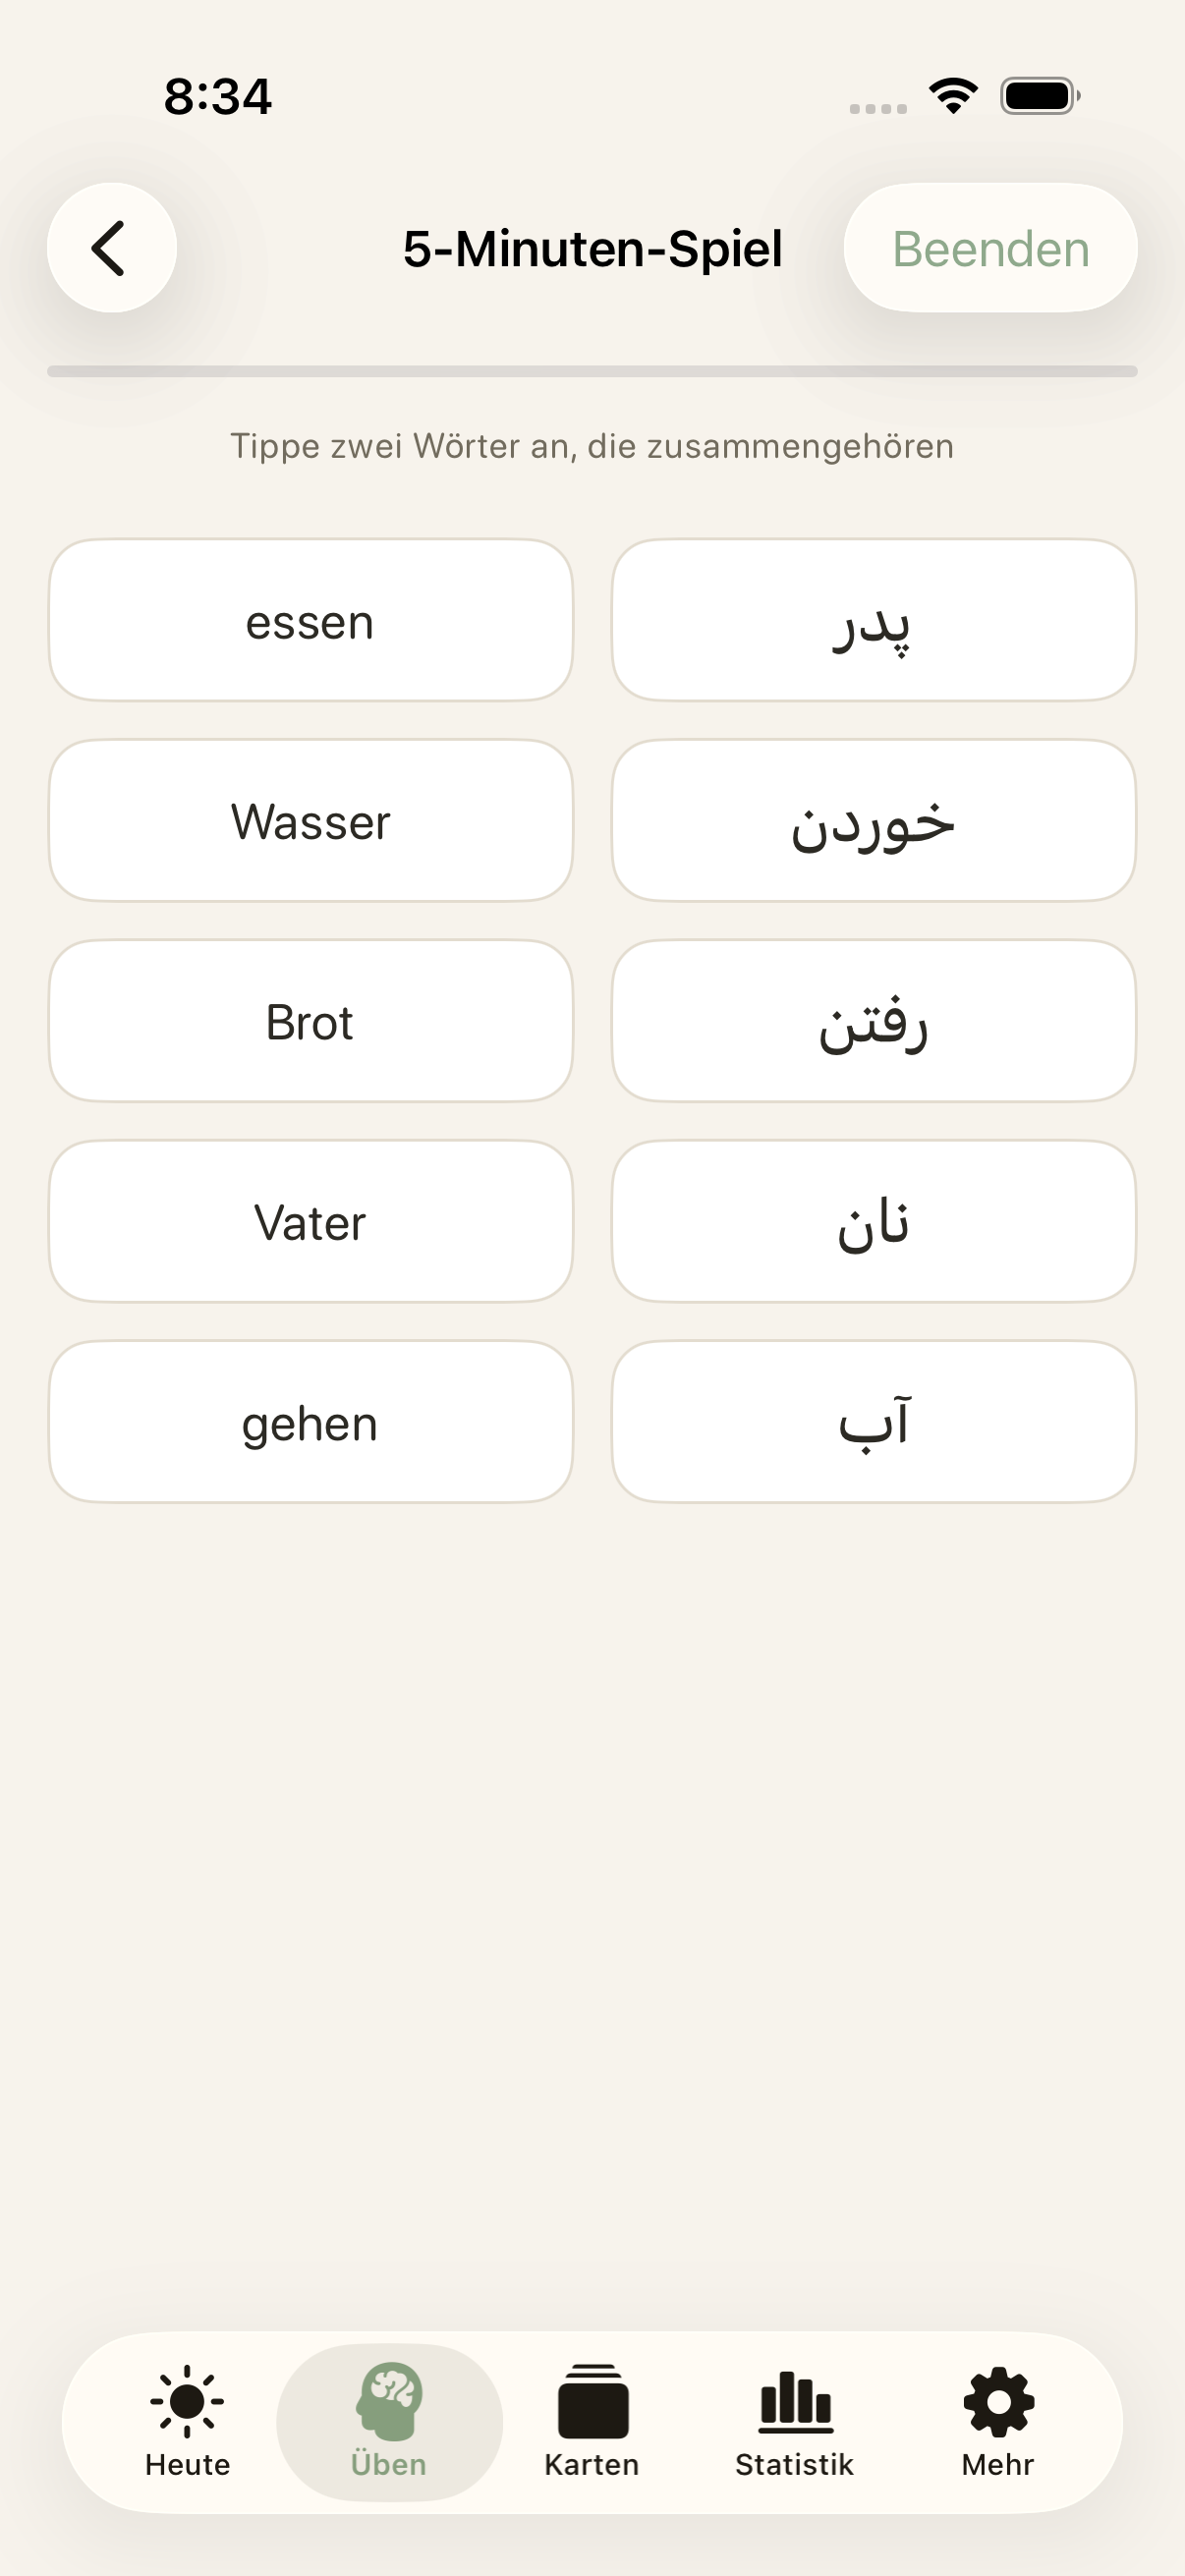 8:34
5-Minuten-Spiel
Beenden
Tippe zwei Wörter an, die zusammengehören
essen
پدر
Wasser
خوردن
Brot
رفتن
Vater
نان
gehen
آب
Heute
Üben
Karten
Statistik
Mehr